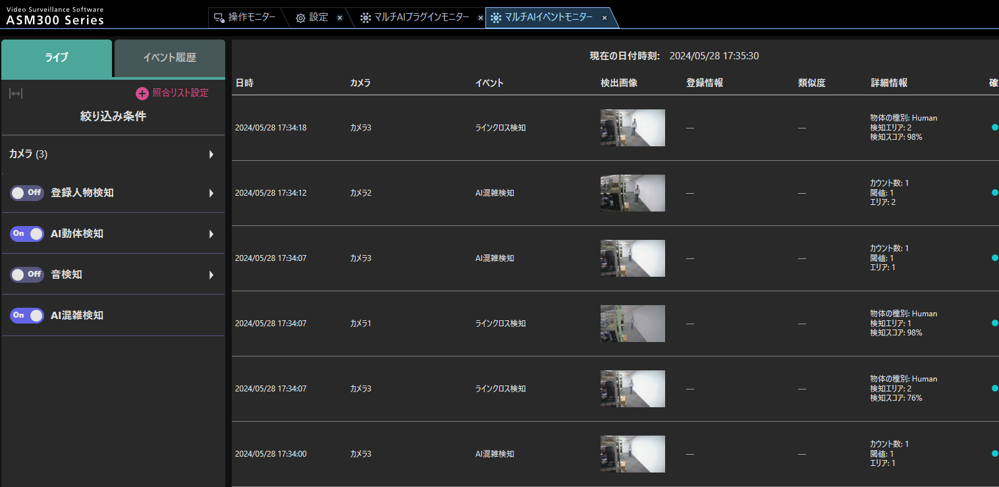 Video Surveillance Software
ASM300 Series
操作モニター
設定
マルチAIプラグインモニター
マルチAIイベントモニター
ライブ
イベント履歴
照合リスト設定
絞り込み条件
カメラ (3)
Off 登録人物検知
On AI動体検知
Off 音検知
On AI混雑検知
現在の日付時刻: 2024/05/28 17:35:30
日時 カメラ イベント 検出画像 登録情報 類似度 詳細情報 確
2024/05/28 17:34:18 カメラ3 ラインクロス検知 — —
物体の種別: Human
検知エリア: 2
検知スコア: 98%
2024/05/28 17:34:12 カメラ2 AI混雑検知 — —
カウント数: 1
閾値: 1
エリア: 2
2024/05/28 17:34:07 カメラ3 AI混雑検知 — —
カウント数: 1
閾値: 1
エリア: 1
2024/05/28 17:34:07 カメラ1 ラインクロス検知 — —
物体の種別: Human
検知エリア: 1
検知スコア: 98%
2024/05/28 17:34:07 カメラ3 ラインクロス検知 — —
物体の種別: Human
検知エリア: 2
検知スコア: 76%
2024/05/28 17:34:00 カメラ3 AI混雑検知 — —
カウント数: 1
閾値: 1
エリア: 1